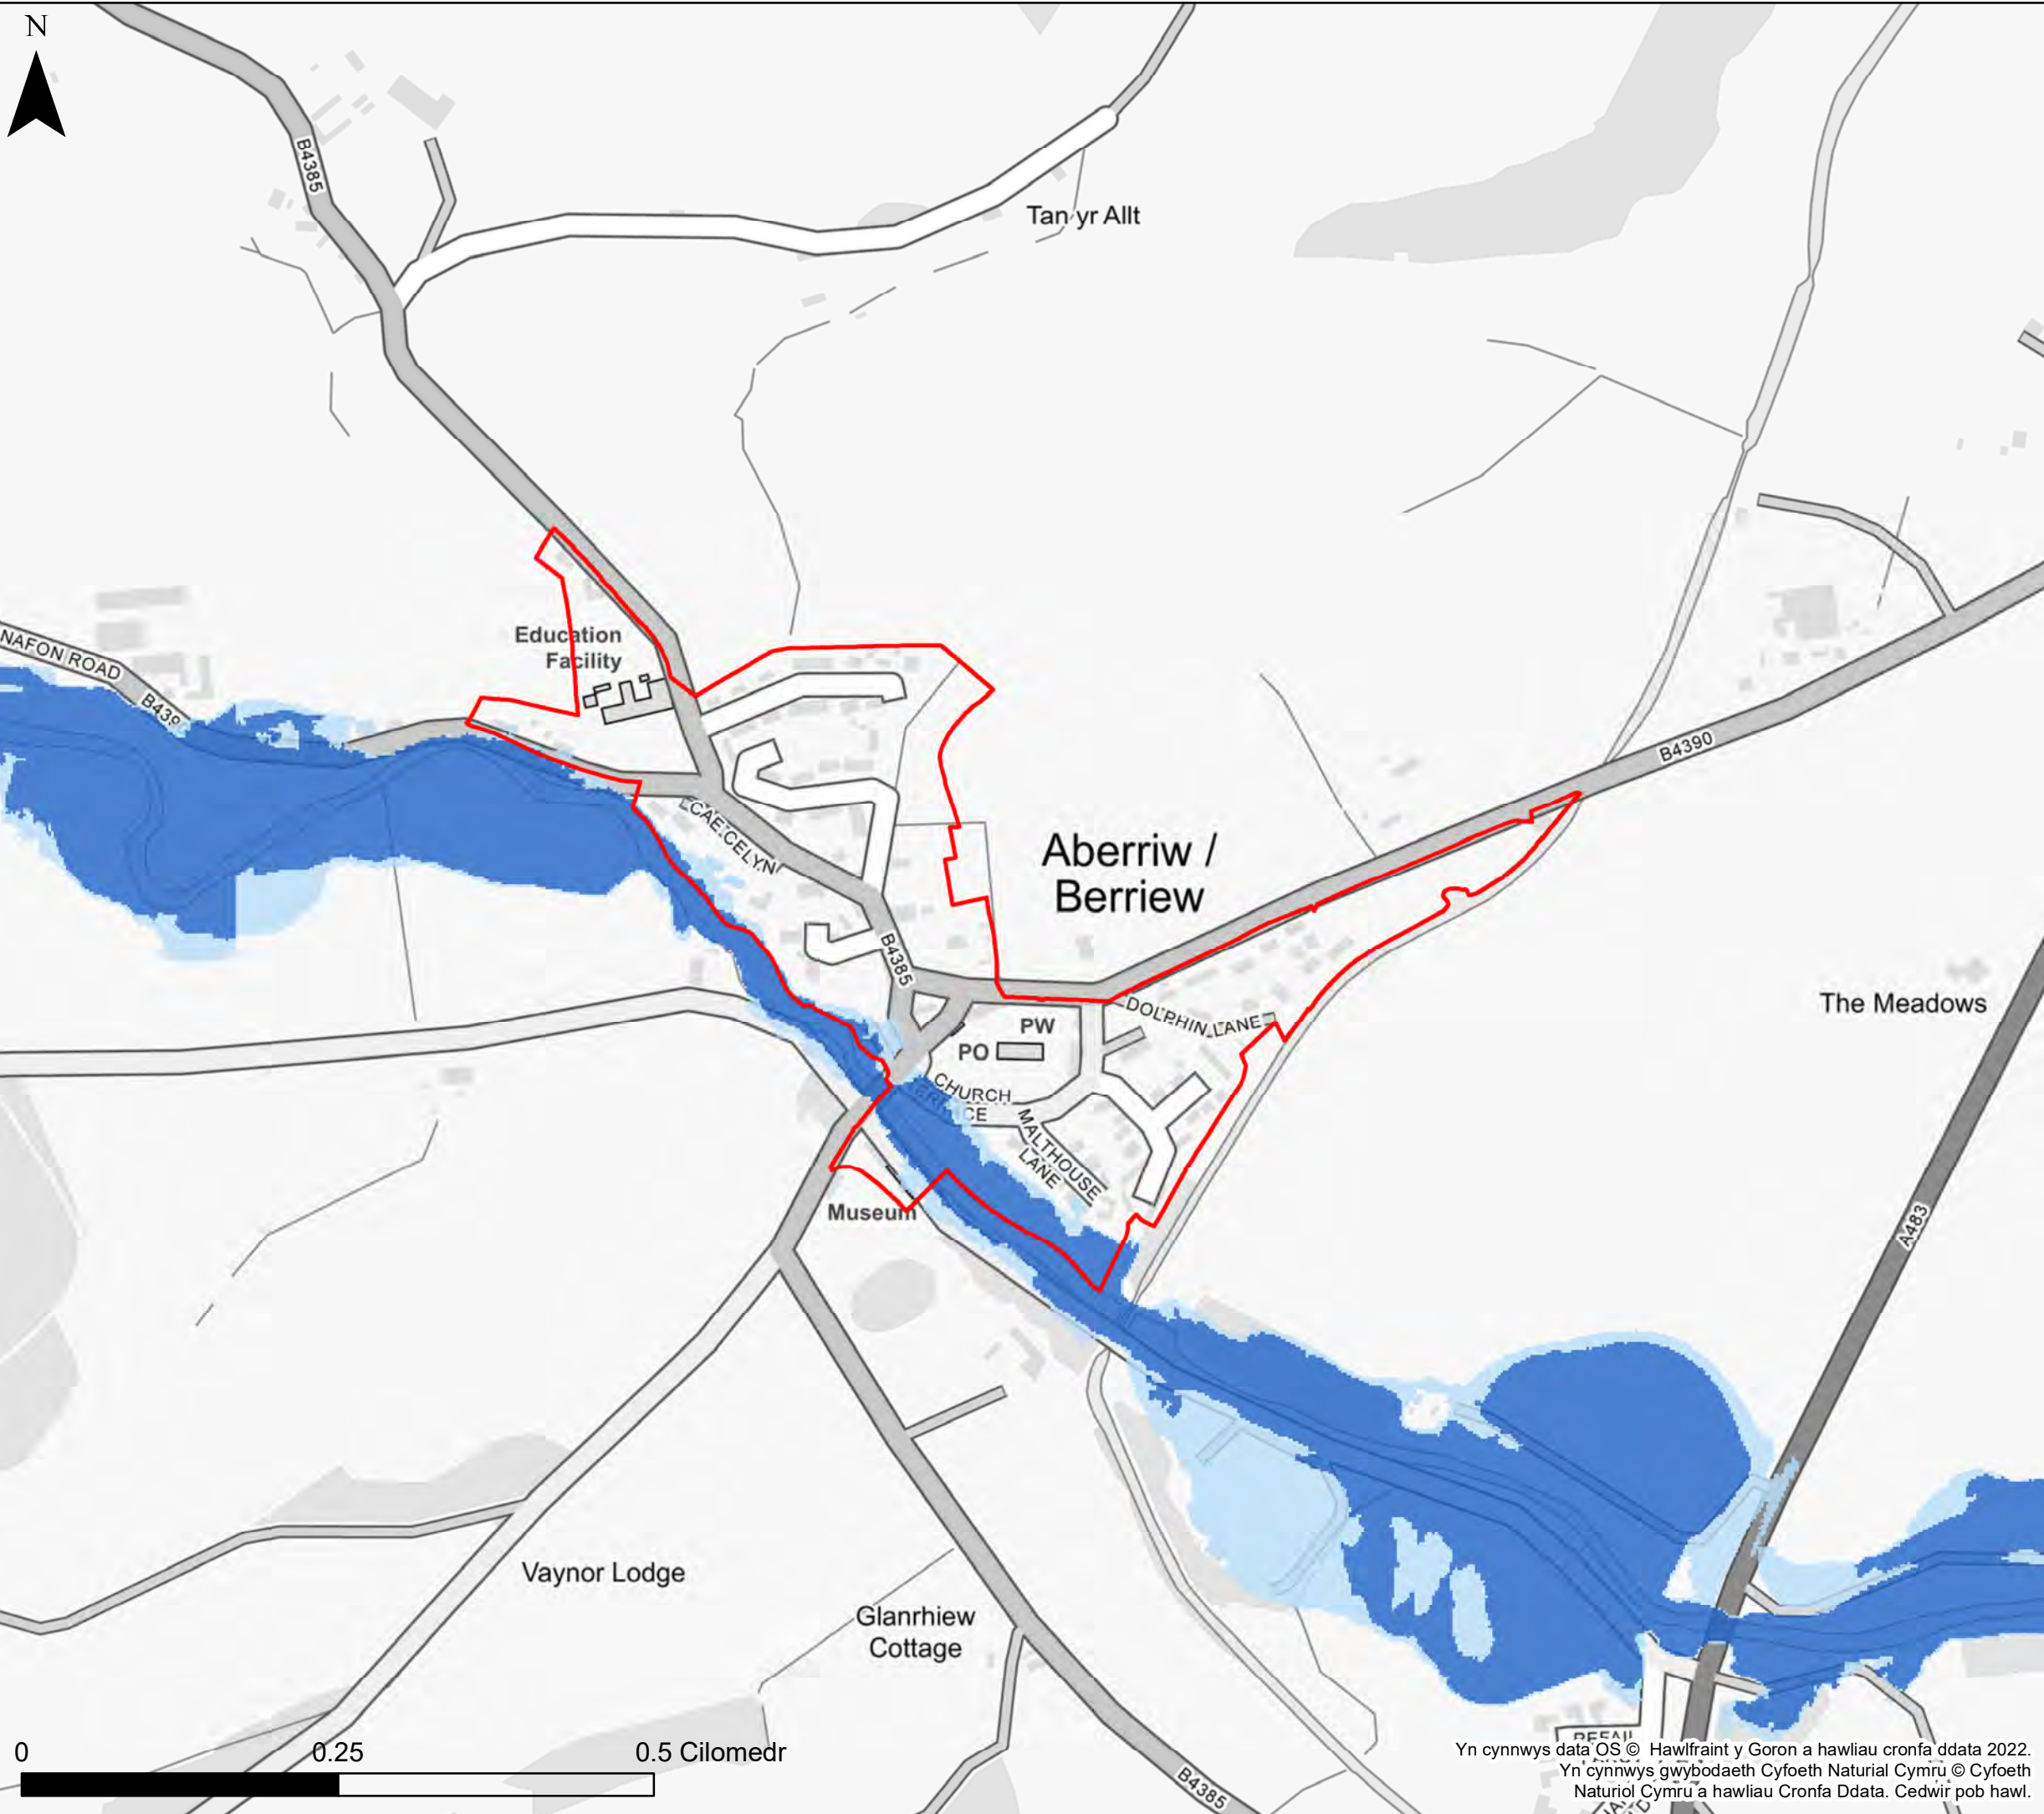 N
B4385
Tan yr Allt
Education
Facility
NAFON ROAD
B439
B4390
CAE CELYN
Aberriw /
Berriew
B4385
DOLPHIN LANE
The Meadows
PW
PO
CHURCH
MALTHOUSE
LANE
Museum
A483
Vaynor Lodge
Glanrhiew
Cottage
B4385
0 0.25 0.5 Cilomedr
Yn cynnwys data OS © Hawlfraint y Goron a hawliau cronfa ddata 2022.
Yn cynnwys gwybodaeth Cyfoeth Naturial Cymru © Cyfoeth
Naturiol Cymru a hawliau Cronfa Ddata. Cedwir pob hawl.